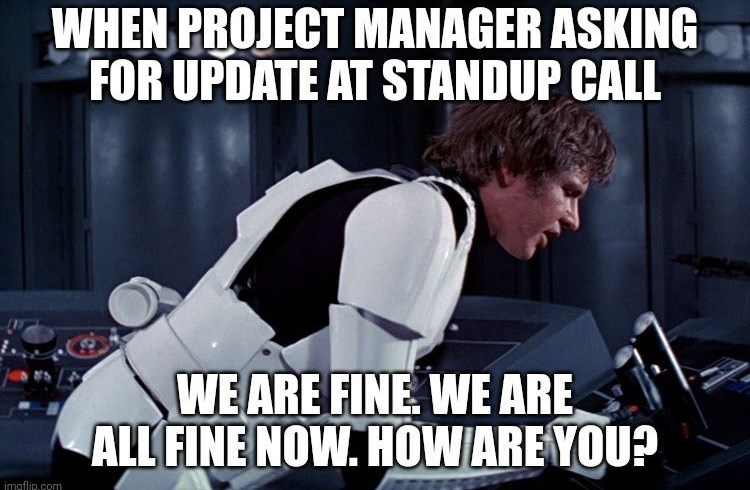 WHEN PROJECT MANAGER ASKING
FOR UPDATE AT STANDUP CALL
WE ARE FINE. WE ARE
ALL FINE NOW. HOW ARE YOU?
imgflip.com